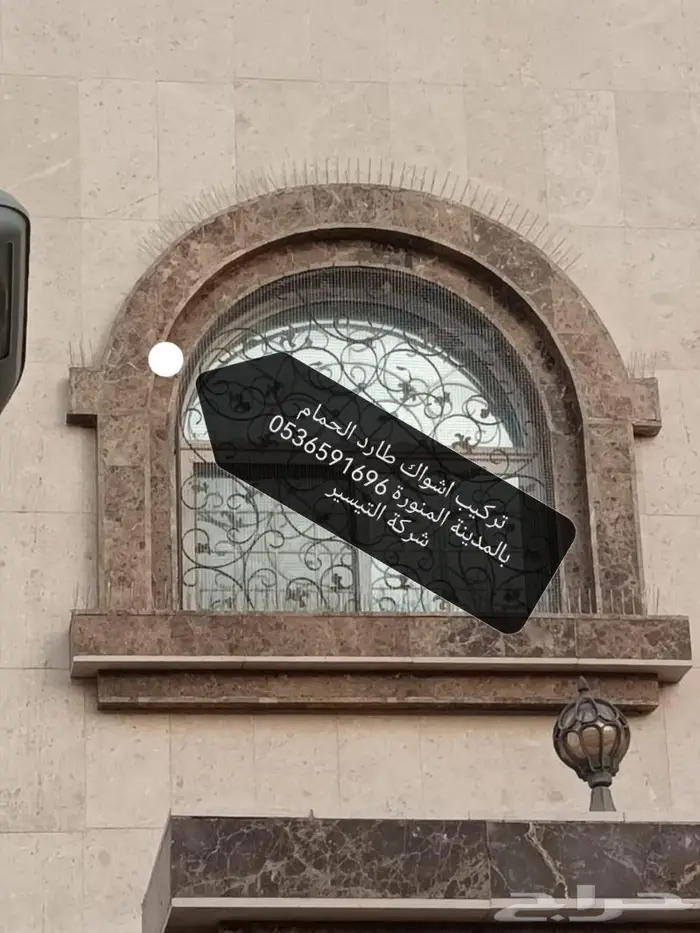 تركيب اشواك طارد الحمام
بالمدينة المنورة 0536591696
شركة التيسير
حراج